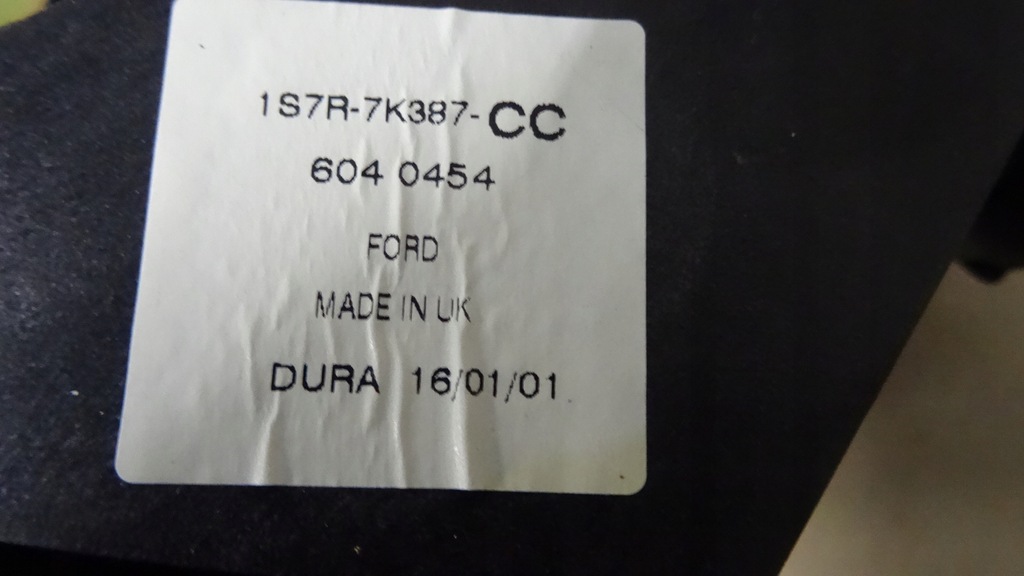 1S7R-7K387-CC
604 0454
FORD
MADE IN UK
DURA 16/01/01